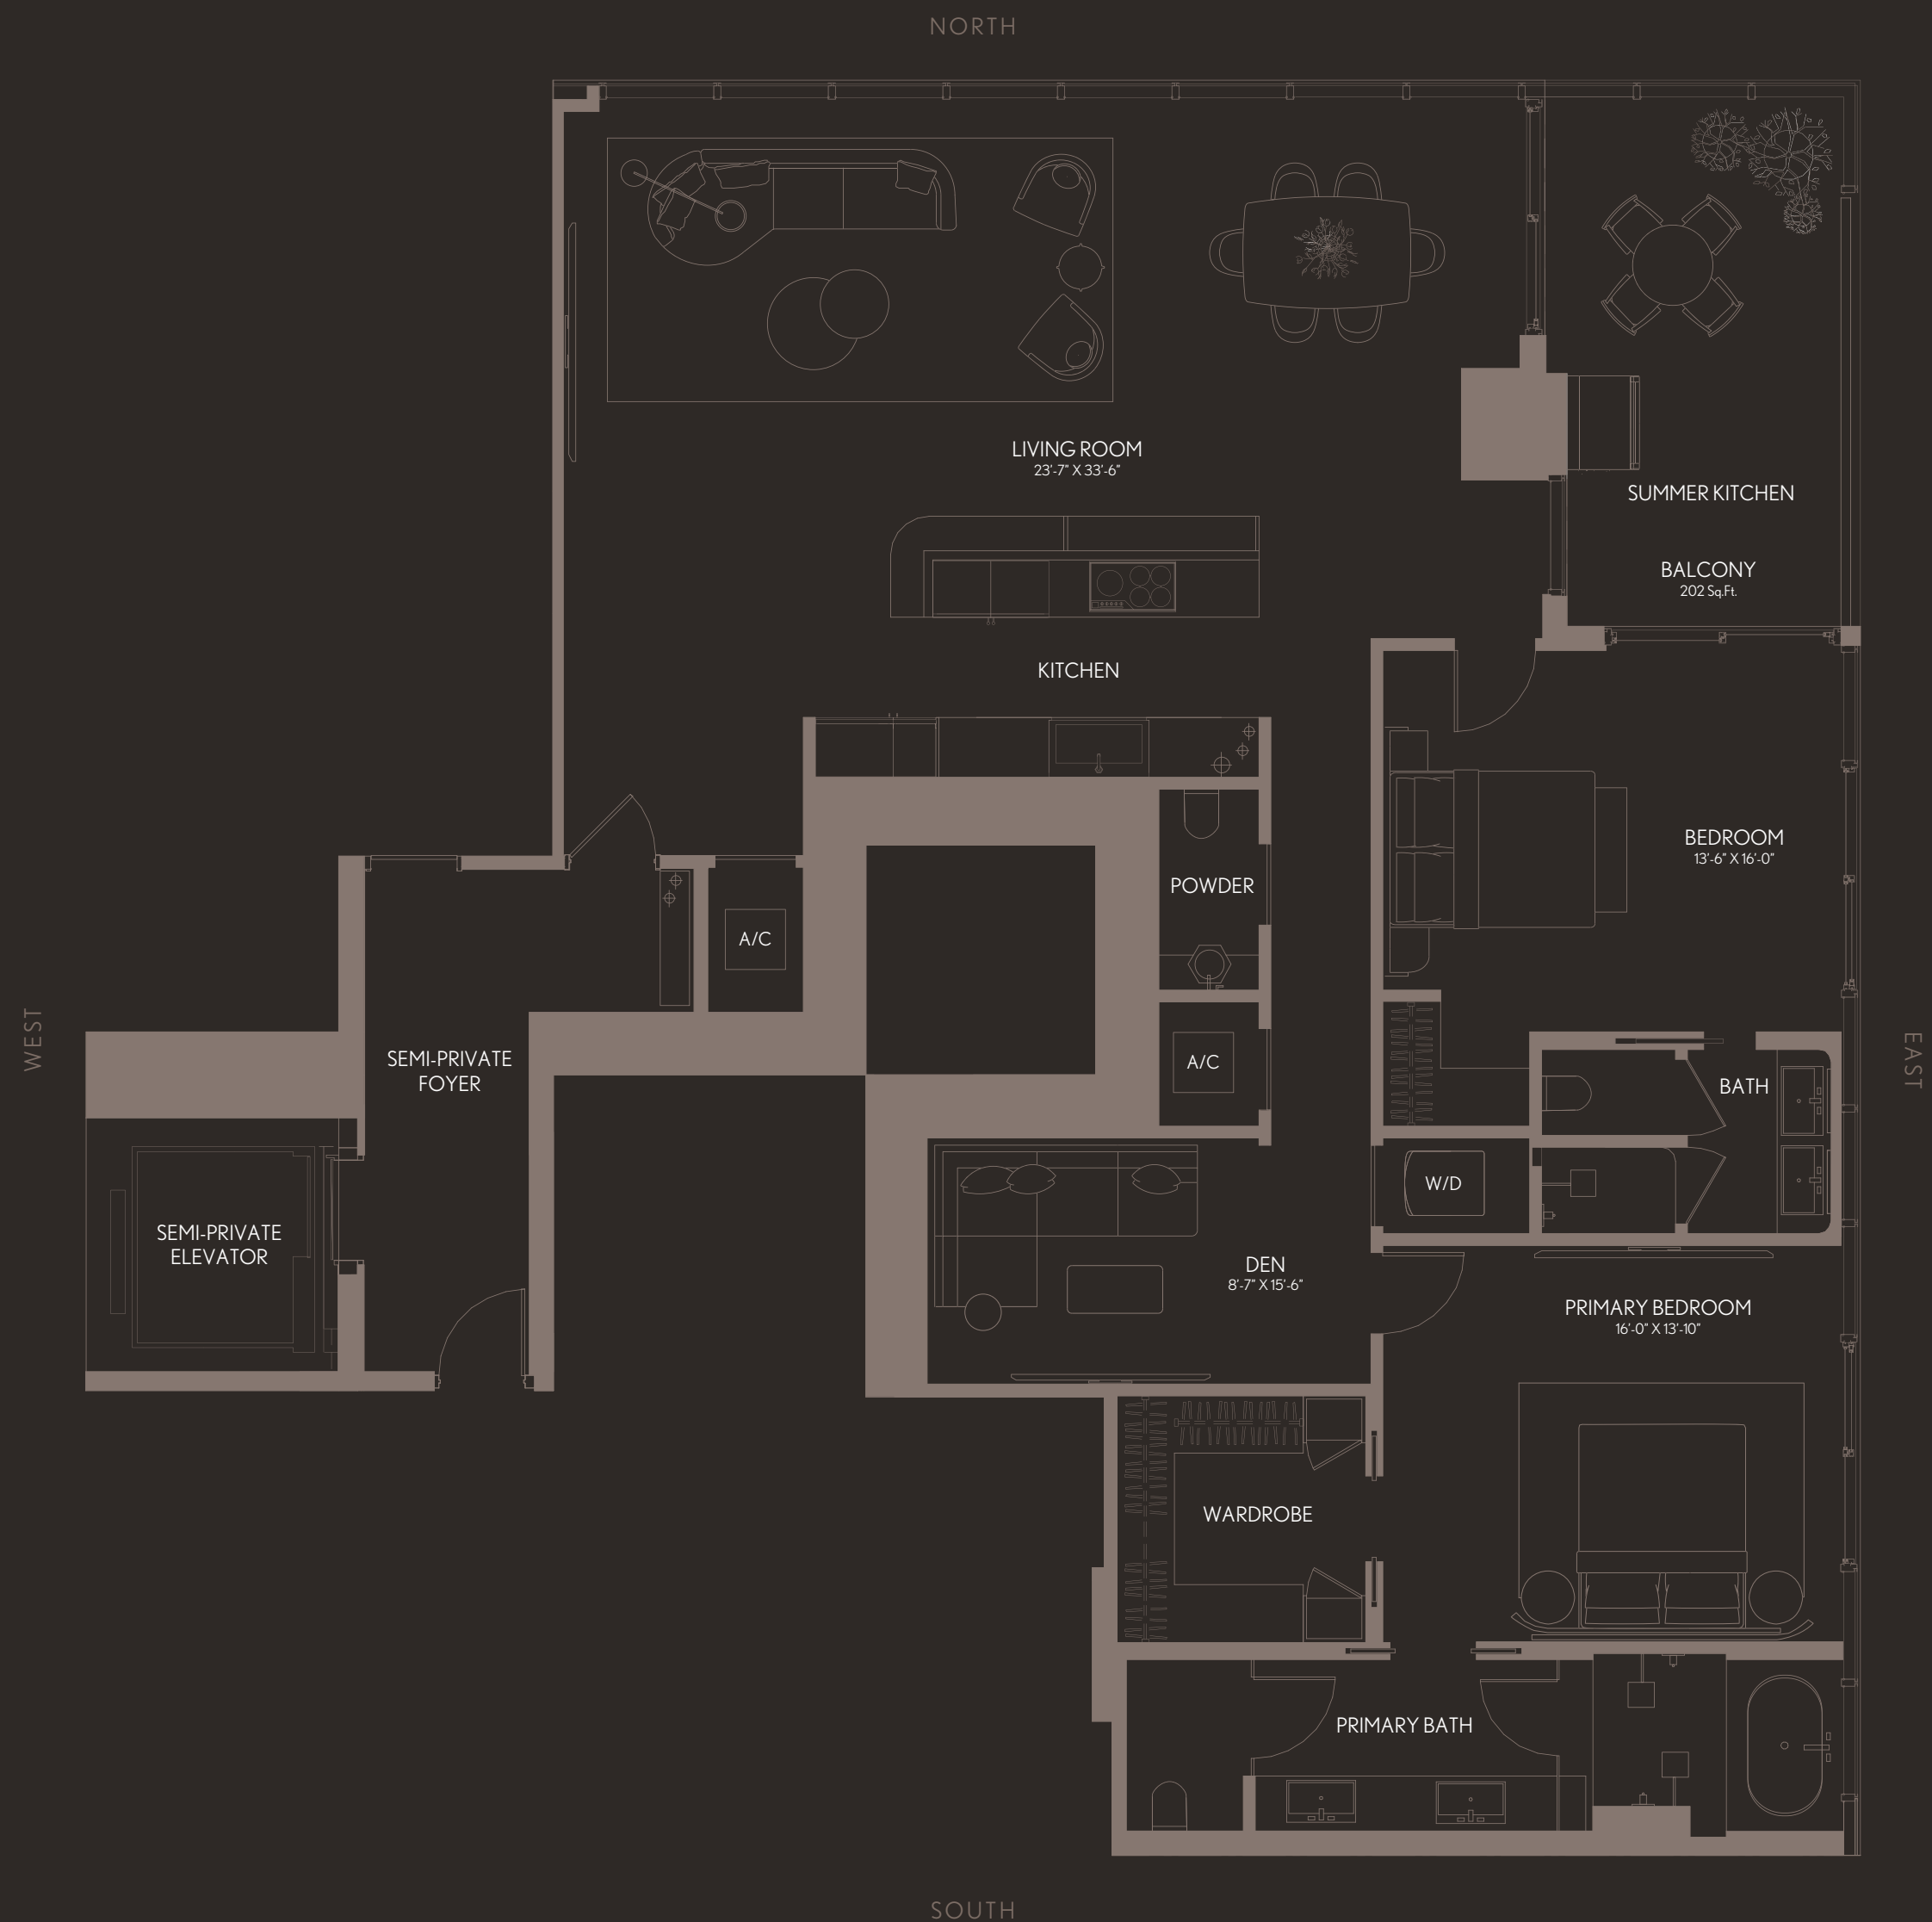 NORTH
LIVING ROOM
23'-7" X 33'-6"
SUMMER KITCHEN
BALCONY
202 Sq.Ft.
KITCHEN
BEDROOM
13'-6" X 16'-0"
POWDER
A/C
WEST
SEMI-PRIVATE
FOYER
A/C
EAST
BATH
W/D
SEMI-PRIVATE
ELEVATOR
DEN
8'-7" X 15'-6"
PRIMARY BEDROOM
16'-0" X 13'-10"
WARDROBE
PRIMARY BATH
SOUTH